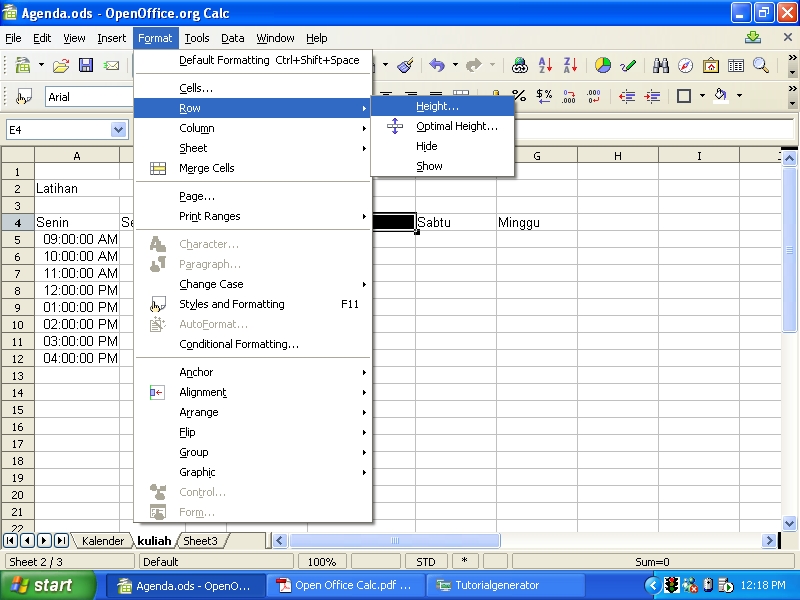 Agenda.ods - OpenOffice.org Calc
File Edit View Insert Format Tools Data Window Help
Arial
E4
Default Formatting Ctrl+Shift+Space
Cells...
Row
Column
Sheet
Merge Cells
Page...
Print Ranges
Character...
Paragraph...
Change Case
Styles and Formatting F11
AutoFormat...
Conditional Formatting...
Anchor
Alignment
Arrange
Flip
Group
Graphic
Control...
Form...
Height...
Optimal Height...
Hide
Show
A G H I
1
2 Latihan
3
4 Senin Sabtu Minggu
5 09:00:00 AM
6 10:00:00 AM
7 11:00:00 AM
8 12:00:00 PM
9 01:00:00 PM
10 02:00:00 PM
11 03:00:00 PM
12 04:00:00 PM
13
14
15
16
17
18
19
20
21
22
Kalender kuliah Sheet3
Sheet 2 / 3 Default 100% STD * Sum=0
start Agenda.ods - OpenO... Open Office Calc.pdf ... Tutorialgenerator 12:18 PM